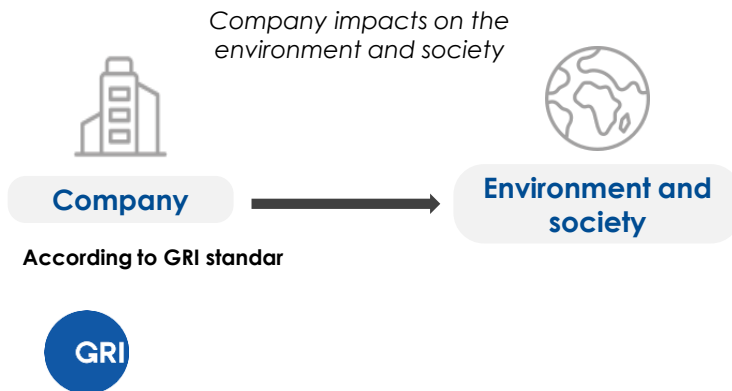 Company impacts on the
environment and society
Company
Environment and
society
According to GRI standar
GRI